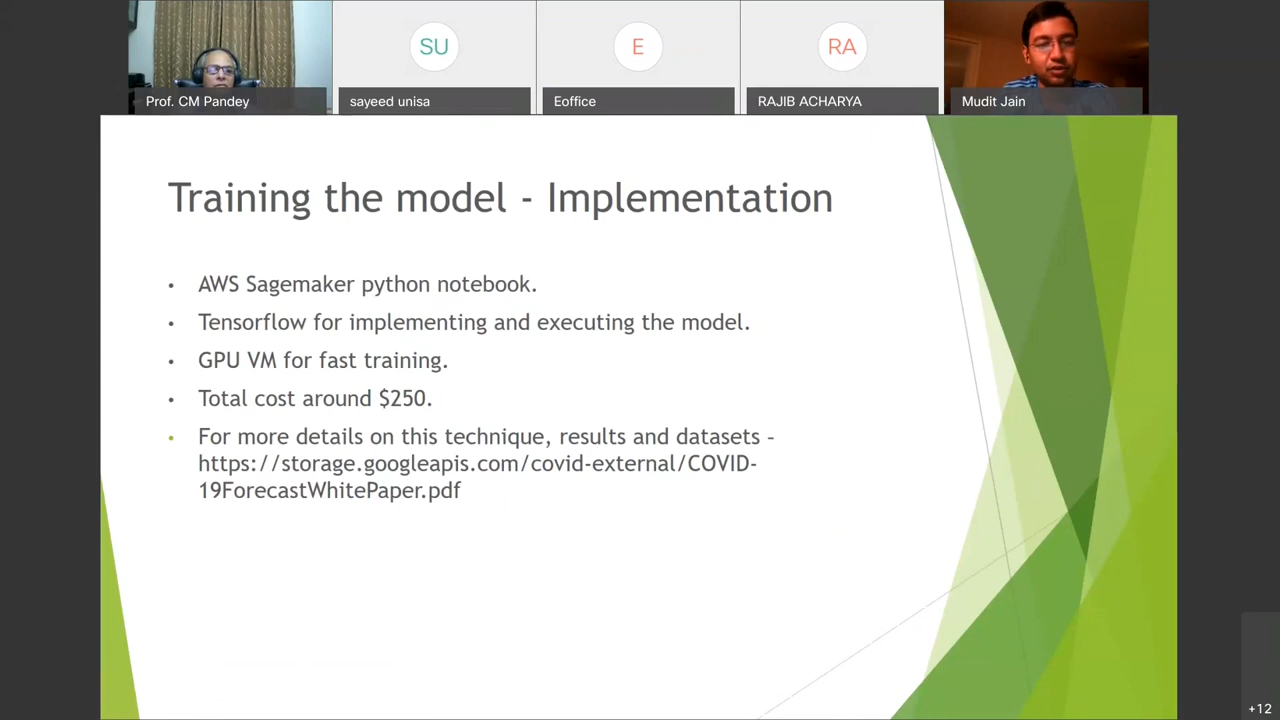 SU
E
RA
Prof. CM Pandey
sayeed unisa
Eoffice
RAJIB ACHARYA
Mudit Jain
Training the model - Implementation
• AWS Sagemaker python notebook.
• Tensorflow for implementing and executing the model.
• GPU VM for fast training.
• Total cost around $250.
• For more details on this technique, results and datasets –
https://storage.googleapis.com/covid-external/COVID-
19ForecastWhitePaper.pdf
+12